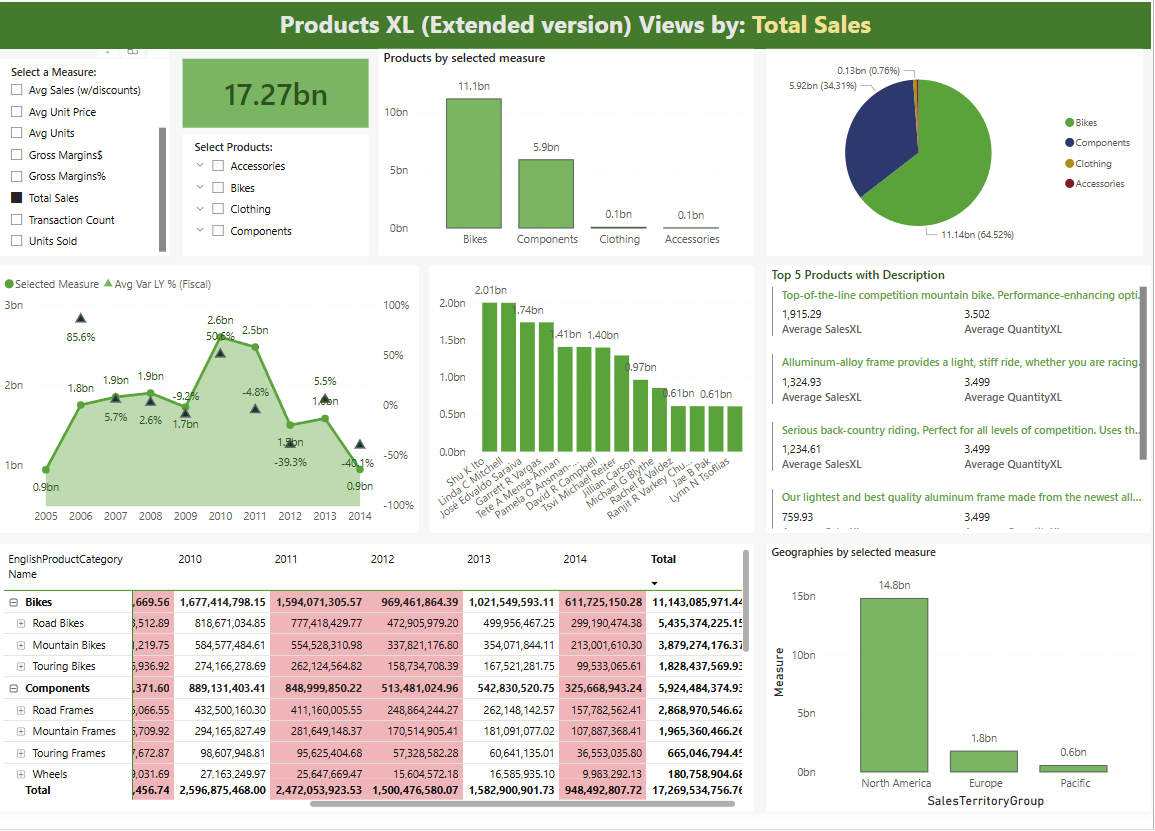 Products XL (Extended version) Views by: Total Sales
Select a Measure:
Avg Sales (w/discounts)
Avg Unit Price
Avg Units
Gross Margins$
Gross Margins%
Total Sales
Transaction Count
Units Sold
17.27bn
Select Products:
Accessories
Bikes
Clothing
Components
Products by selected measure
10bn
5bn
0bn
11.1bn
5.9bn
0.1bn
0.1bn
Bikes
Components
Clothing
Accessories
0.13bn (0.76%)
5.92bn (34.31%)
11.14bn (64.52%)
Bikes
Components
Clothing
Accessories
Selected Measure Avg Var LY % (Fiscal)
3bn
2bn
1bn
100%
50%
0%
-50%
-100%
0.9bn
1.8bn
1.9bn
1.9bn
1.7bn
2.6bn
2.5bn
0.9bn
85.6%
5.7%
2.6%
-9.2%
50.6%
-4.8%
-39.3%
5.5%
-40.1%
2005 2006 2007 2008 2009 2010 2011 2012 2013 2014
2.0bn
1.5bn
1.0bn
0.5bn
0.0bn
2.01bn
1.74bn
1.41bn
1.40bn
0.97bn
0.61bn
0.61bn
Shu K Ito
Linda C Mitchell
José Edvaldo Saraiva
Garrett R Vargas
Tete A Mensa-Annan
Pamela O Ansman-...
David R Campbell
Tsvi Michael Reiter
Jillian Carson
Michael G Blythe
Rachel B Valdez
Ranjit R Varkey Chu...
Jae B Pak
Lynn N Tsoflias
Top 5 Products with Description
Top-of-the-line competition mountain bike. Performance-enhancing opti...
1,915.29 3.502
Average SalesXL Average QuantityXL
Alluminum-alloy frame provides a light, stiff ride, whether you are racing...
1,324.93 3.499
Average SalesXL Average QuantityXL
Serious back-country riding. Perfect for all levels of competition. Uses th...
1,234.61 3.499
Average SalesXL Average QuantityXL
Our lightest and best quality aluminum frame made from the newest all...
759.93 3.499
EnglishProductCategory 2010 2011 2012 2013 2014 Total
Name
Bikes ,669.56 1,677,414,798.15 1,594,071,305.57 969,461,864.39 1,021,549,593.11 611,725,150.28 11,143,085,971.44
Road Bikes ,512.89 818,671,034.85 777,418,429.77 472,905,979.20 499,956,467.25 299,190,474.38 5,435,374,225.15
Mountain Bikes ,219.75 584,577,484.61 554,528,310.98 337,821,176.80 354,071,844.11 213,001,610.30 3,879,274,176.37
Touring Bikes ,936.92 274,166,278.69 262,124,564.82 158,734,708.39 167,521,281.75 99,533,065.61 1,828,437,569.93
Components ,371.60 889,131,403.41 848,999,850.22 513,481,024.96 542,830,520.75 325,668,943.24 5,924,484,374.93
Road Frames ,066.55 432,500,160.30 411,160,005.55 248,864,244.27 262,148,142.57 157,782,562.41 2,868,970,546.62
Mountain Frames ,709.92 294,165,827.49 281,649,148.37 170,514,905.41 181,091,077.02 107,887,368.41 1,965,360,466.26
Touring Frames ,672.87 98,607,948.81 95,625,404.68 57,328,582.28 60,641,135.01 36,553,035.80 665,046,794.45
Wheels ,031.69 27,163,249.97 25,647,669.47 15,604,572.18 16,585,935.10 9,983,292.13 180,758,904.68
Total ,456.74 2,596,875,468.00 2,472,053,923.53 1,500,476,580.07 1,582,900,901.73 948,492,807.72 17,269,534,756.76
Geographies by selected measure
15bn
10bn
5bn
0bn
Measure
14.8bn
1.8bn
0.6bn
North America
Europe
Pacific
SalesTerritoryGroup